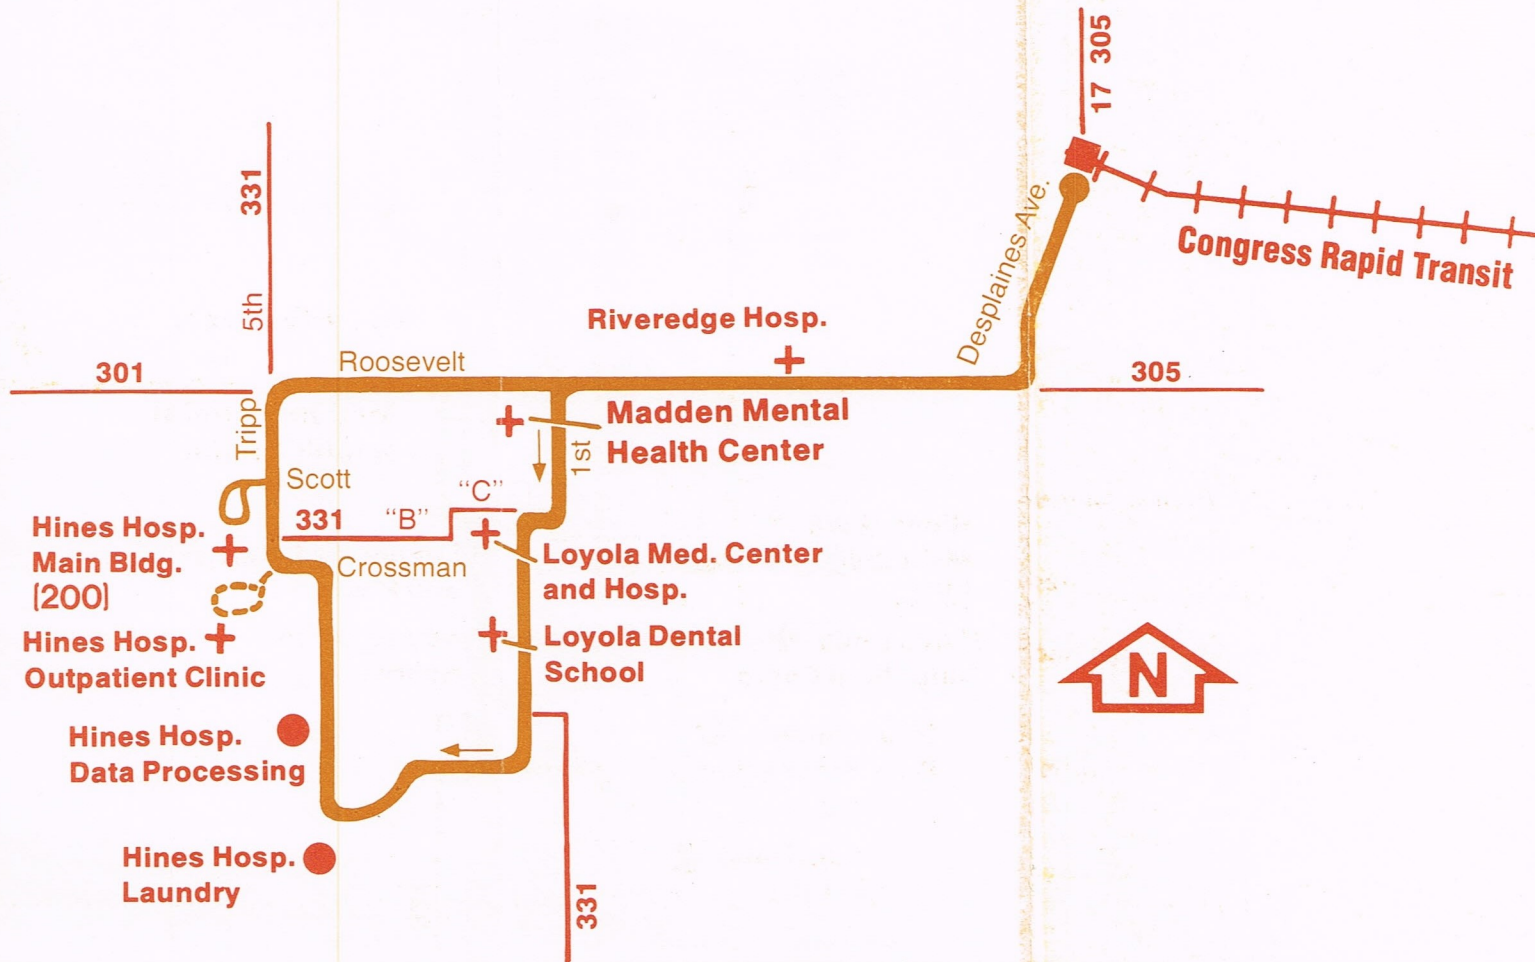 17 305
331
5th
Desplaines Ave.
Congress Rapid Transit
Riveredge Hosp.
301
Roosevelt
305
Tripp
Madden Mental
Health Center
1st
Scott
"C"
331 "B"
Hines Hosp.
Main Bldg.
(200)
Crossman
Loyola Med. Center
and Hosp.
Hines Hosp.
Outpatient Clinic
Loyola Dental
School
N
Hines Hosp.
Data Processing
Hines Hosp.
Laundry
331